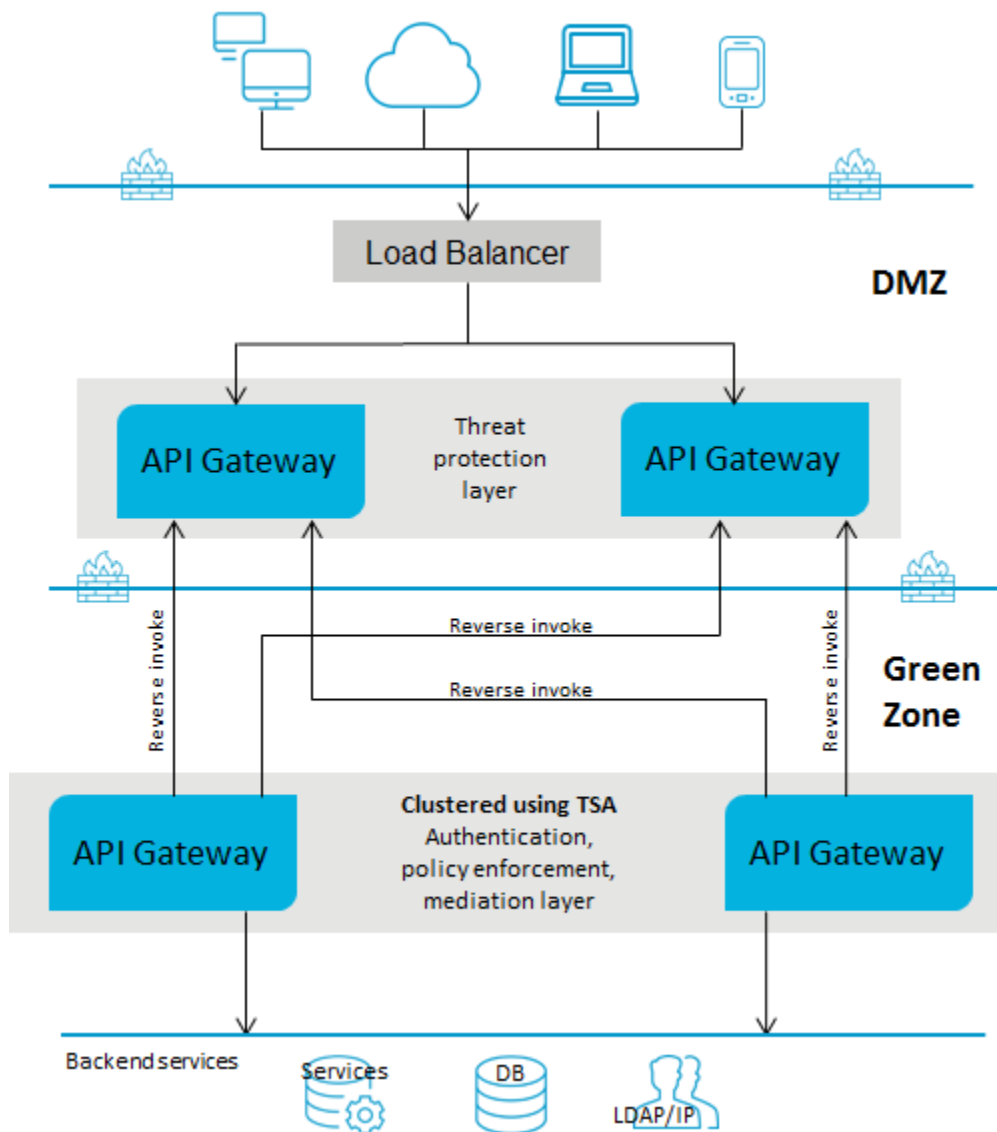 Load Balancer
DMZ
API Gateway
Threat
protection
layer
API Gateway
Reverse invoke
Reverse invoke
Reverse invoke
Reverse invoke
Green
Zone
API Gateway
Clustered using TSA
Authentication,
policy enforcement,
mediation layer
API Gateway
Backend services
Services
DB
LDAP/IP